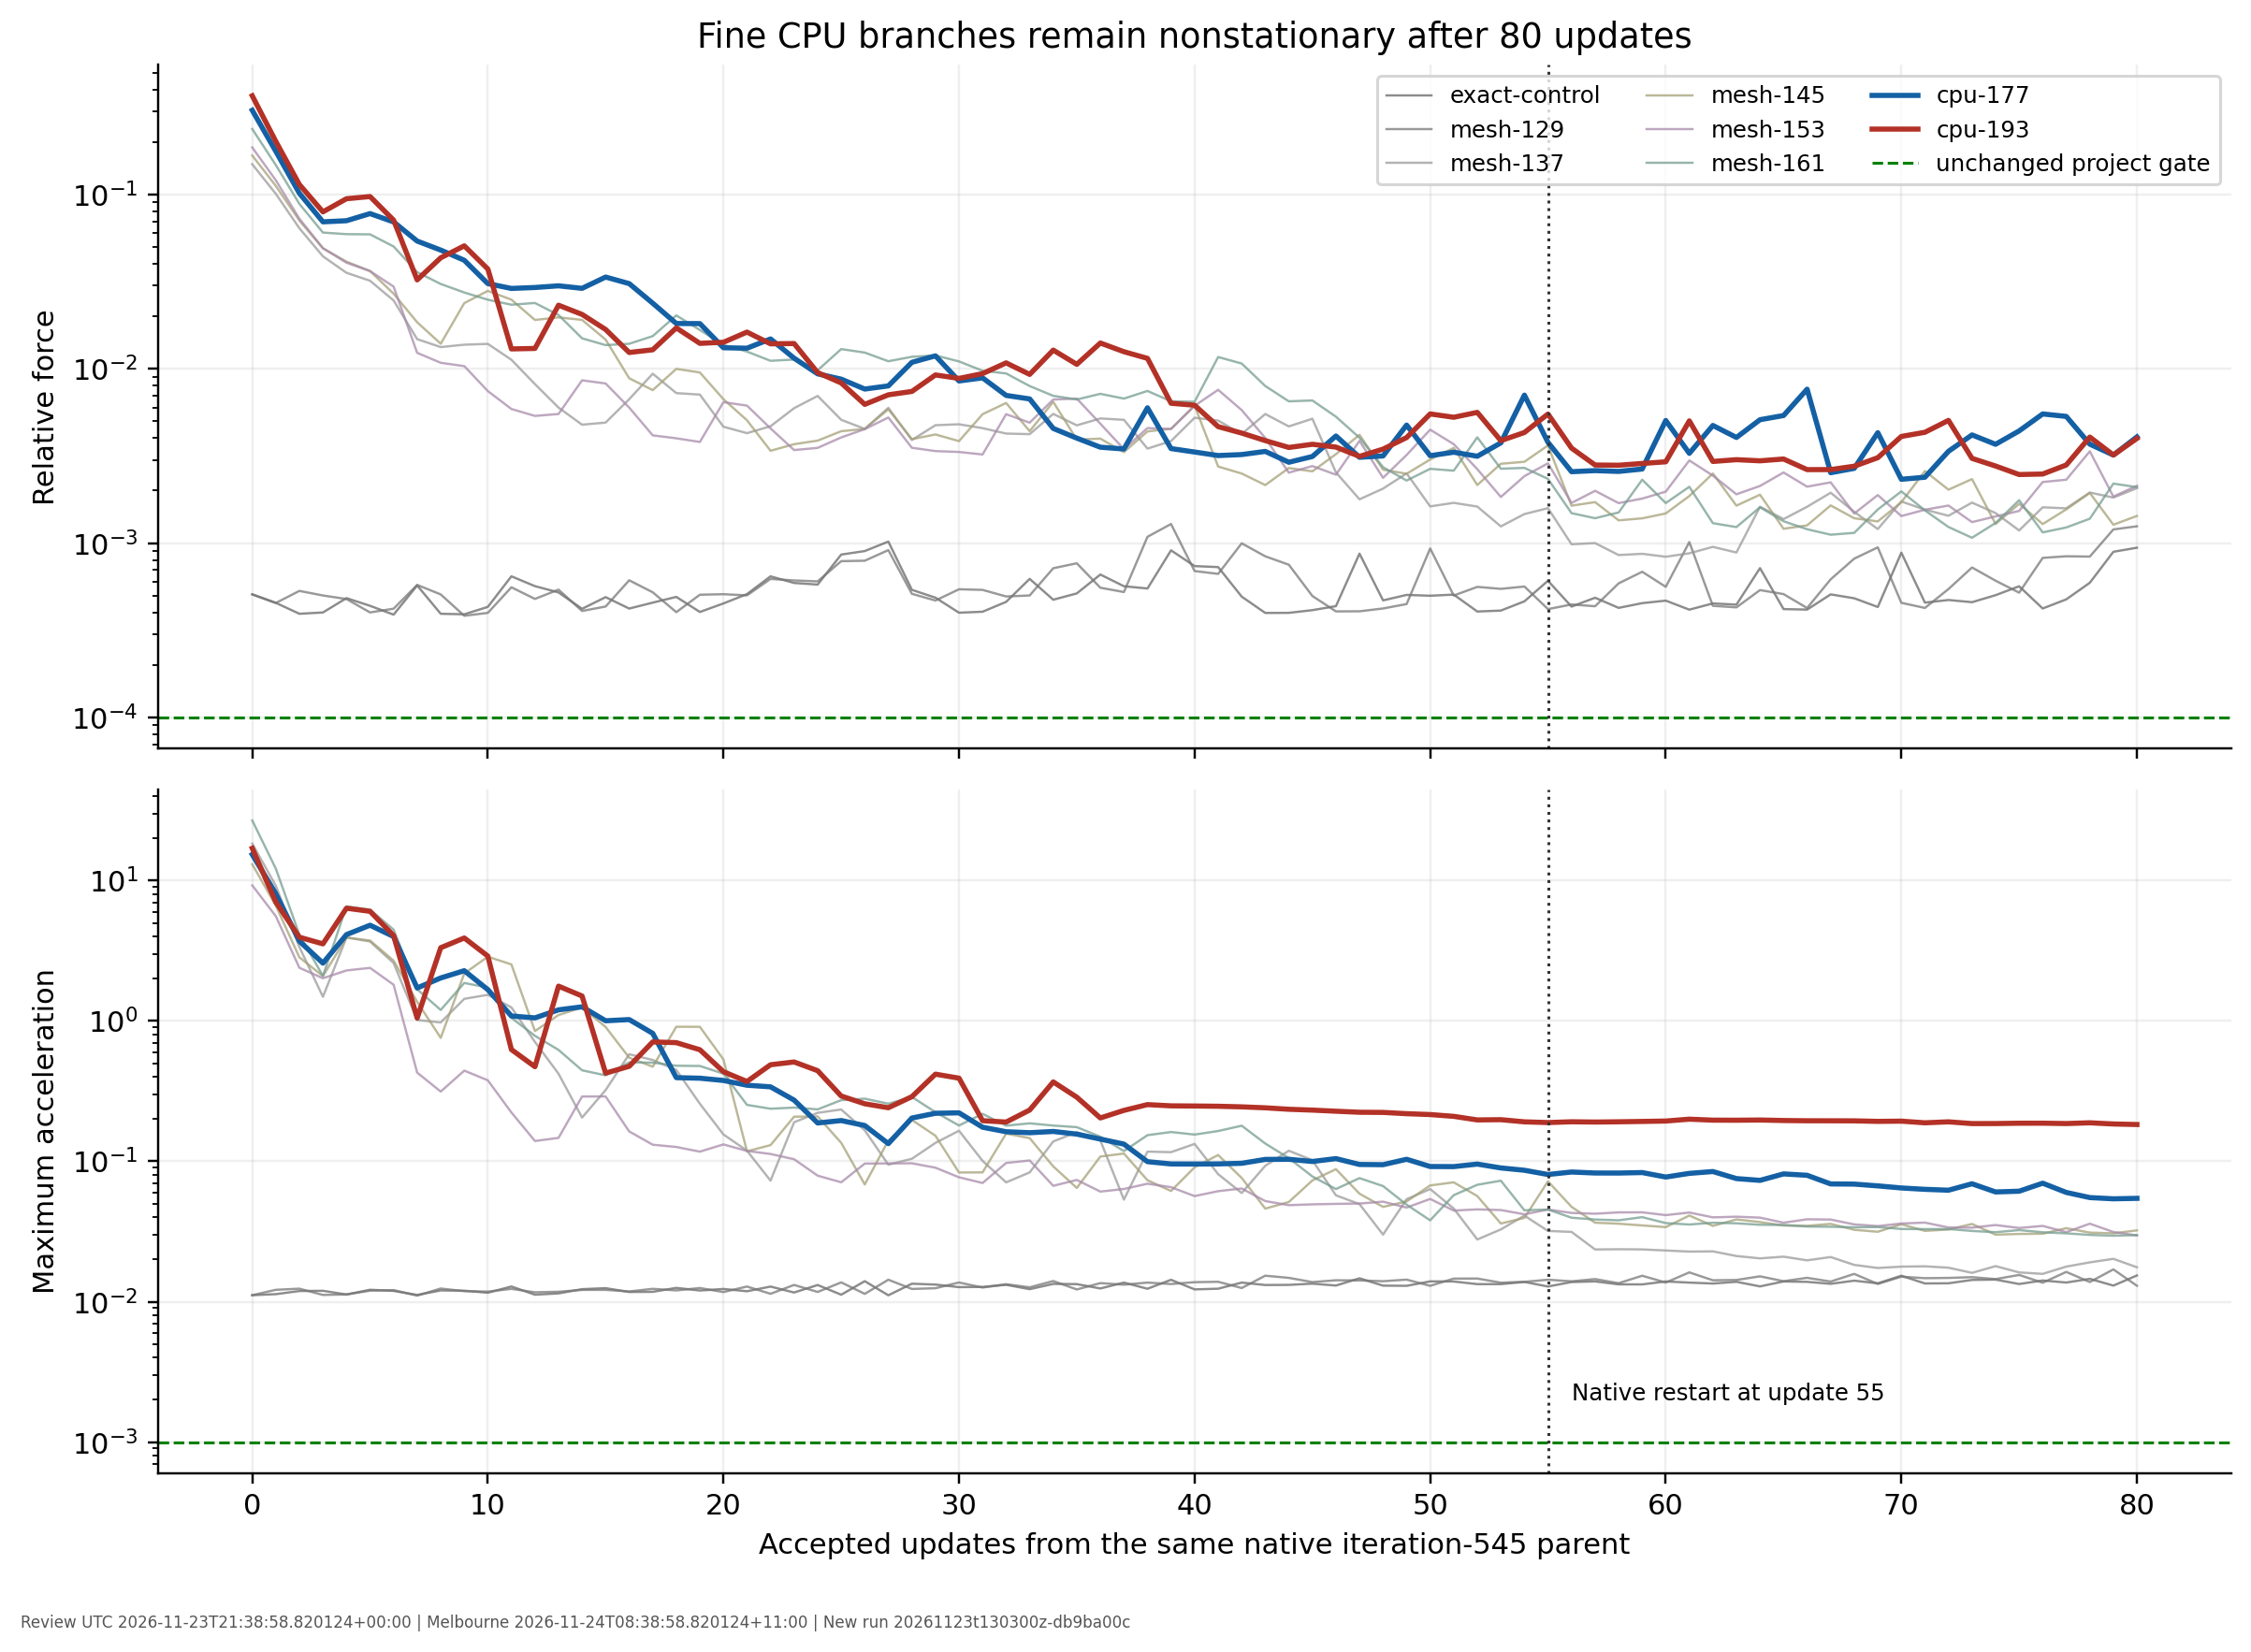 Fine CPU branches remain nonstationary after 80 updates
exact-control
mesh-129
mesh-137
mesh-145
mesh-153
mesh-161
cpu-177
cpu-193
unchanged project gate
Relative force
10⁻¹
10⁻²
10⁻³
10⁻⁴
Maximum acceleration
10¹
10⁰
10⁻¹
10⁻²
10⁻³
Native restart at update 55
0 10 20 30 40 50 60 70 80
Accepted updates from the same native iteration-545 parent
Review UTC 2026-11-23T21:38:58.820124+00:00 | Melbourne 2026-11-24T08:38:58.820124+11:00 | New run 20261123t130300z-db9ba00c